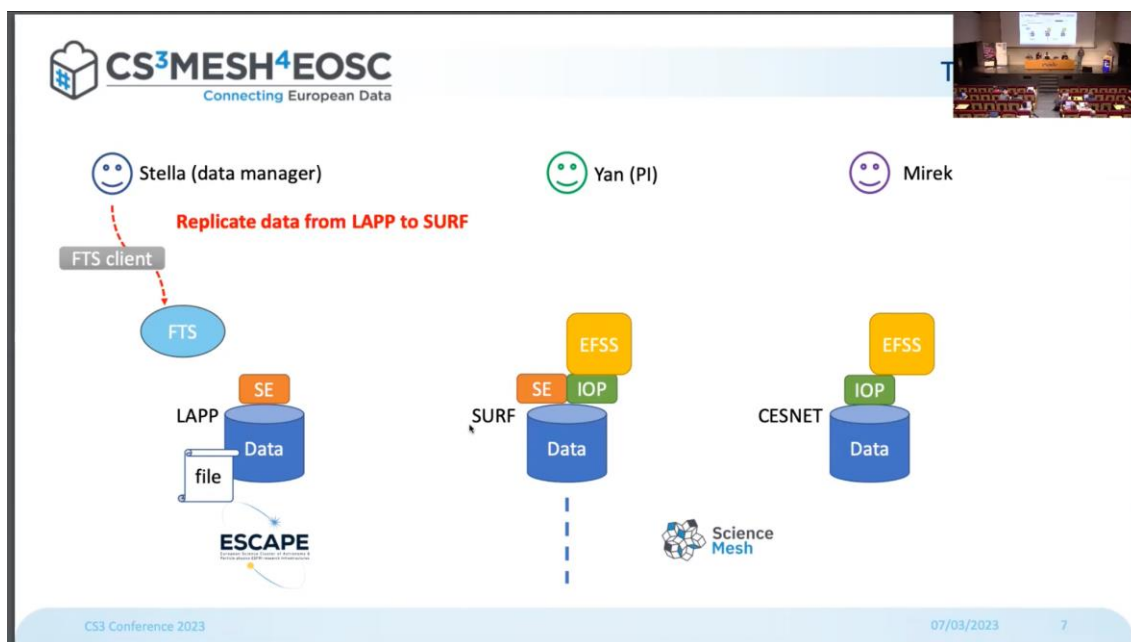 CS³MESH⁴EOSC
Connecting European Data
T
Stella (data manager)
Yan (PI)
Mirek
Replicate data from LAPP to SURF
FTS client
FTS
EFSS
EFSS
SE
SE
IOP
IOP
LAPP
SURF
CESNET
Data
Data
Data
file
ESCAPE
Science
Mesh
CS3 Conference 2023
07/03/2023
7